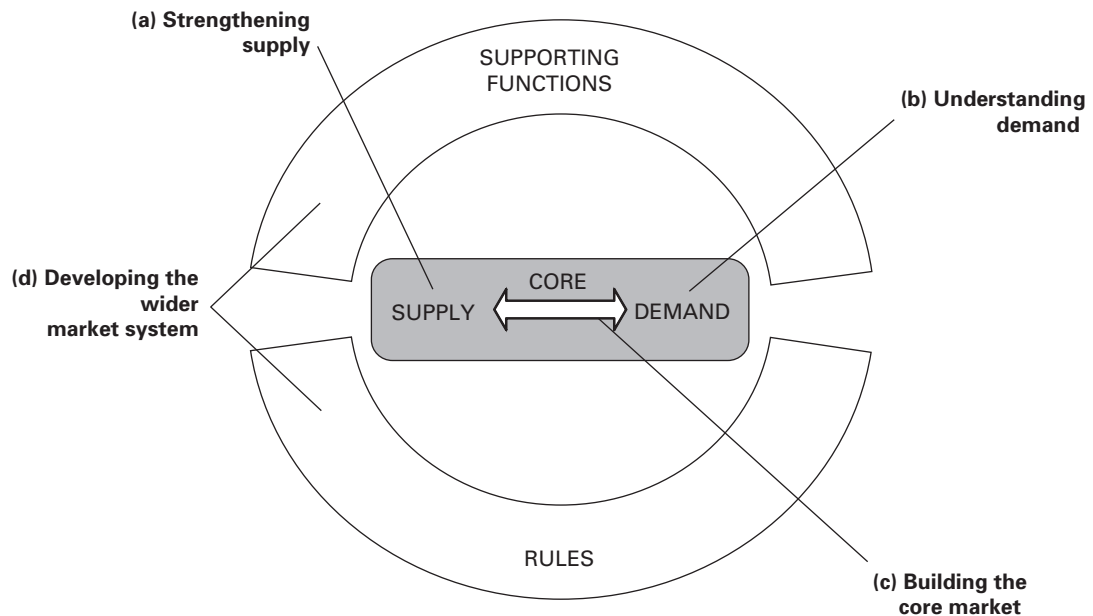 (a) Strengthening
supply
SUPPORTING
FUNCTIONS
(b) Understanding
demand
(d) Developing the
wider
market system
CORE
SUPPLY
DEMAND
RULES
(c) Building the
core market